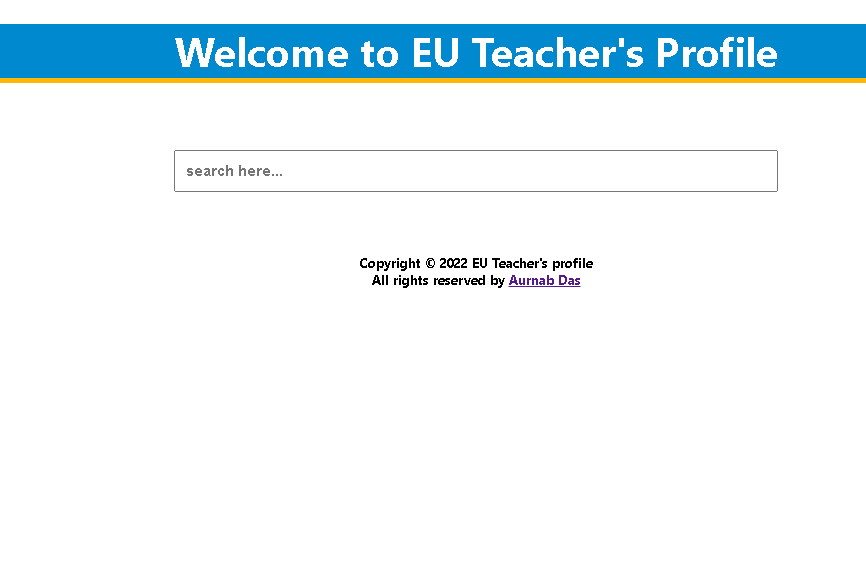 Welcome to EU Teacher's Profile
search here...
Copyright © 2022 EU Teacher's profile
All rights reserved by Aurnab Das